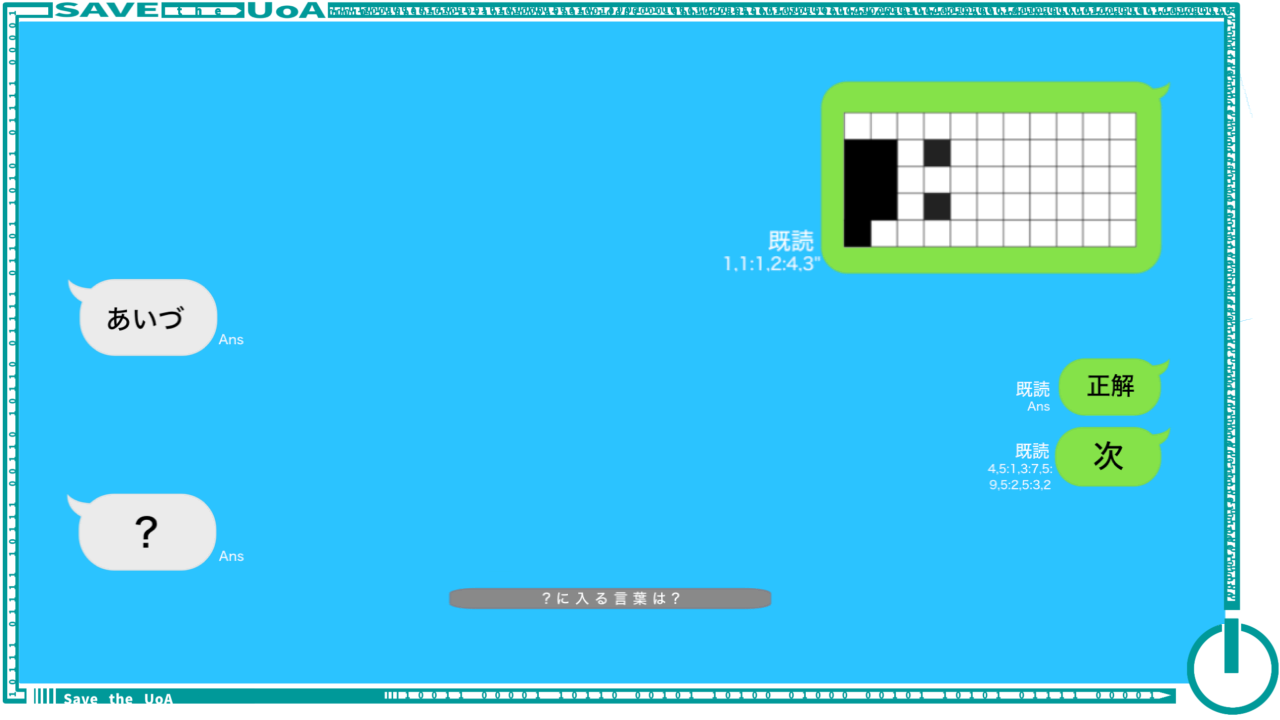 SAVE the UoA
既読
1,1:1,2:4,3"
あいづ
Ans
既読
Ans
正解
既読
4,5:1,3:7,5:
9,5:2,5:3,2
次
?
Ans
?に入る言葉は?
Save the UoA